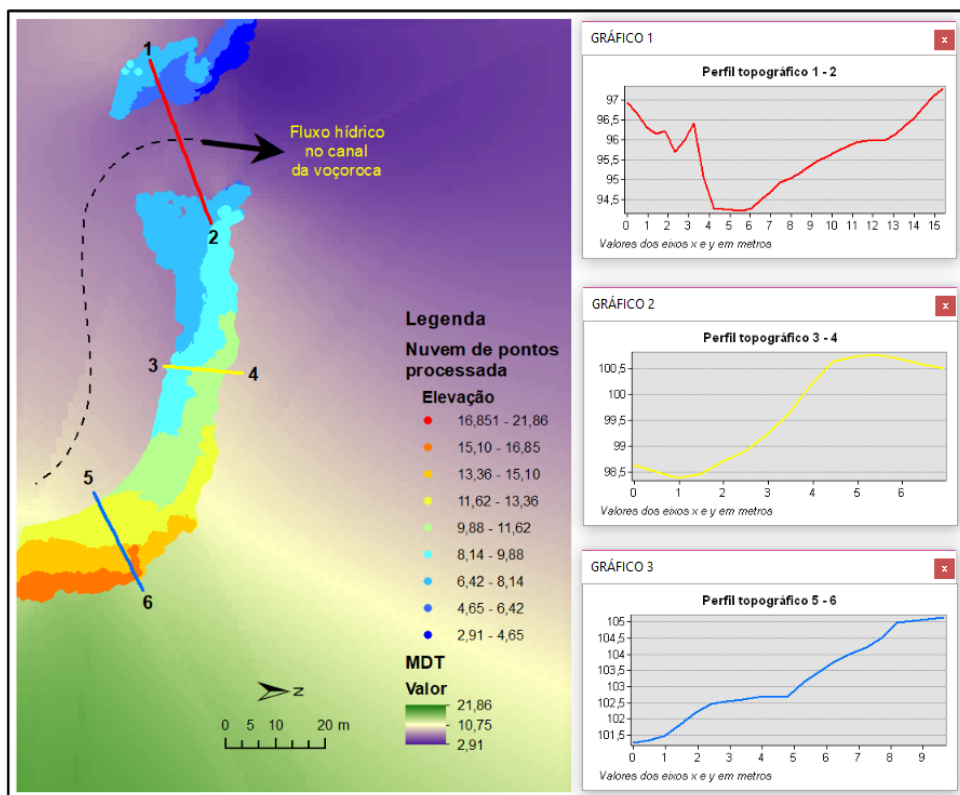 1
Fluxo hídrico
no canal
da voçoroca
2
3
4
5
6
Legenda
Nuvem de pontos
processada
Elevação
16,851 - 21,86
15,10 - 16,85
13,36 - 15,10
11,62 - 13,36
9,88 - 11,62
8,14 - 9,88
6,42 - 8,14
4,65 - 6,42
2,91 - 4,65
MDT
Valor
21,86
10,75
2,91
N
0 5 10 20 m
GRÁFICO 1
x
Perfil topográfico 1 - 2
97
96,5
96
95,5
95
94,5
0 1 2 3 4 5 6 7 8 9 10 11 12 13 14 15
Valores dos eixos x e y em metros
GRÁFICO 2
x
Perfil topográfico 3 - 4
100,5
100
99,5
99
98,5
0 1 2 3 4 5 6
Valores dos eixos x e y em metros
GRÁFICO 3
x
Perfil topográfico 5 - 6
105
104,5
104
103,5
103
102,5
102
101,5
0 1 2 3 4 5 6 7 8 9
Valores dos eixos x e y em metros